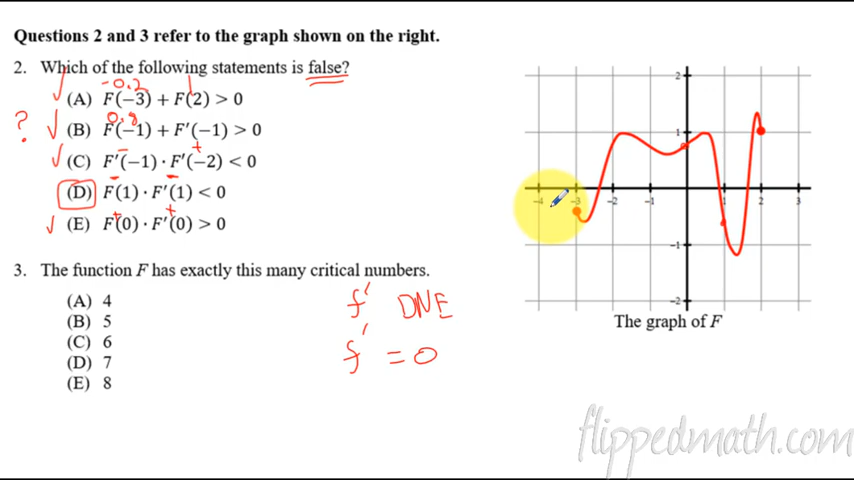 Questions 2 and 3 refer to the graph shown on the right.
2. Which of the following statements is false?
-0.2 1
(A) F(−3) + F(2) > 0
0.8
? (B) F(−1) + F′(−1) > 0
− +
(C) F′(−1) · F′(−2) < 0
− −
(D) F(1) · F′(1) < 0
+ +
(E) F(0) · F′(0) > 0
3. The function F has exactly this many critical numbers.
(A) 4
(B) 5
(C) 6
(D) 7
(E) 8
f′ DNE
f′ = 0
2
1
−4 −3 −2 −1 1 2 3
−1
−2
The graph of F
flippedmath.com